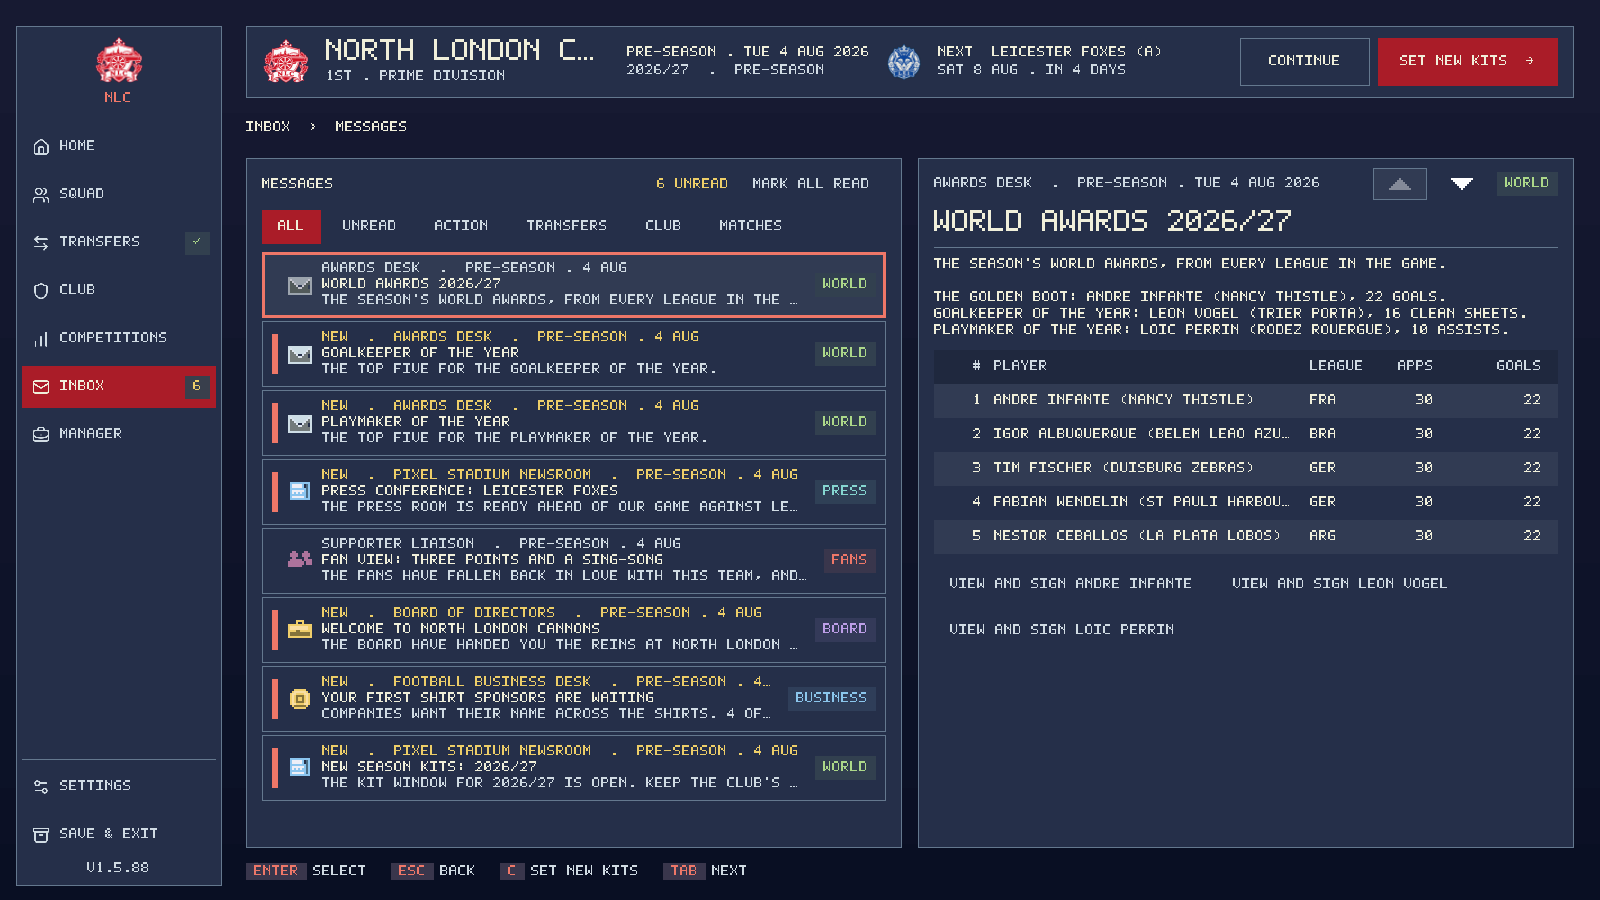 NLC
HOME
SQUAD
TRANSFERS
CLUB
COMPETITIONS
INBOX 6
MANAGER
SETTINGS
SAVE & EXIT
V1.5.88
NORTH LONDON C...
1ST . PRIME DIVISION
PRE-SEASON . TUE 4 AUG 2026
2026/27 . PRE-SEASON
NEXT LEICESTER FOXES (A)
SAT 8 AUG . IN 4 DAYS
CONTINUE
SET NEW KITS →
INBOX > MESSAGES
MESSAGES
6 UNREAD
MARK ALL READ
ALL UNREAD ACTION TRANSFERS CLUB MATCHES
AWARDS DESK . PRE-SEASON . 4 AUG
WORLD AWARDS 2026/27
THE SEASON'S WORLD AWARDS, FROM EVERY LEAGUE IN THE ...
WORLD
NEW . AWARDS DESK . PRE-SEASON . 4 AUG
GOALKEEPER OF THE YEAR
THE TOP FIVE FOR THE GOALKEEPER OF THE YEAR.
WORLD
NEW . AWARDS DESK . PRE-SEASON . 4 AUG
PLAYMAKER OF THE YEAR
THE TOP FIVE FOR THE PLAYMAKER OF THE YEAR.
WORLD
NEW . PIXEL STADIUM NEWSROOM . PRE-SEASON . 4 AUG
PRESS CONFERENCE: LEICESTER FOXES
THE PRESS ROOM IS READY AHEAD OF OUR GAME AGAINST LE...
PRESS
SUPPORTER LIAISON . PRE-SEASON . 4 AUG
FAN VIEW: THREE POINTS AND A SING-SONG
THE FANS HAVE FALLEN BACK IN LOVE WITH THIS TEAM, AND...
FANS
NEW . BOARD OF DIRECTORS . PRE-SEASON . 4 AUG
WELCOME TO NORTH LONDON CANNONS
THE BOARD HAVE HANDED YOU THE REINS AT NORTH LONDON ...
BOARD
NEW . FOOTBALL BUSINESS DESK . PRE-SEASON . 4...
YOUR FIRST SHIRT SPONSORS ARE WAITING
COMPANIES WANT THEIR NAME ACROSS THE SHIRTS. 4 OF...
BUSINESS
NEW . PIXEL STADIUM NEWSROOM . PRE-SEASON . 4 AUG
NEW SEASON KITS: 2026/27
THE KIT WINDOW FOR 2026/27 IS OPEN. KEEP THE CLUB'S ...
WORLD
AWARDS DESK . PRE-SEASON . TUE 4 AUG 2026
WORLD
WORLD AWARDS 2026/27
THE SEASON'S WORLD AWARDS, FROM EVERY LEAGUE IN THE GAME.
THE GOLDEN BOOT: ANDRE INFANTE (NANCY THISTLE), 22 GOALS.
GOALKEEPER OF THE YEAR: LEON VOGEL (TRIER PORTA), 16 CLEAN SHEETS.
PLAYMAKER OF THE YEAR: LOIC PERRIN (RODEZ ROUERGUE), 10 ASSISTS.
# PLAYER LEAGUE APPS GOALS
1 ANDRE INFANTE (NANCY THISTLE) FRA 30 22
2 IGOR ALBUQUERQUE (BELEM LEAO AZU... BRA 30 22
3 TIM FISCHER (DUISBURG ZEBRAS) GER 30 22
4 FABIAN WENDELIN (ST PAULI HARBOU... GER 30 22
5 NESTOR CEBALLOS (LA PLATA LOBOS) ARG 30 22
VIEW AND SIGN ANDRE INFANTE
VIEW AND SIGN LEON VOGEL
VIEW AND SIGN LOIC PERRIN
ENTER SELECT ESC BACK C SET NEW KITS TAB NEXT